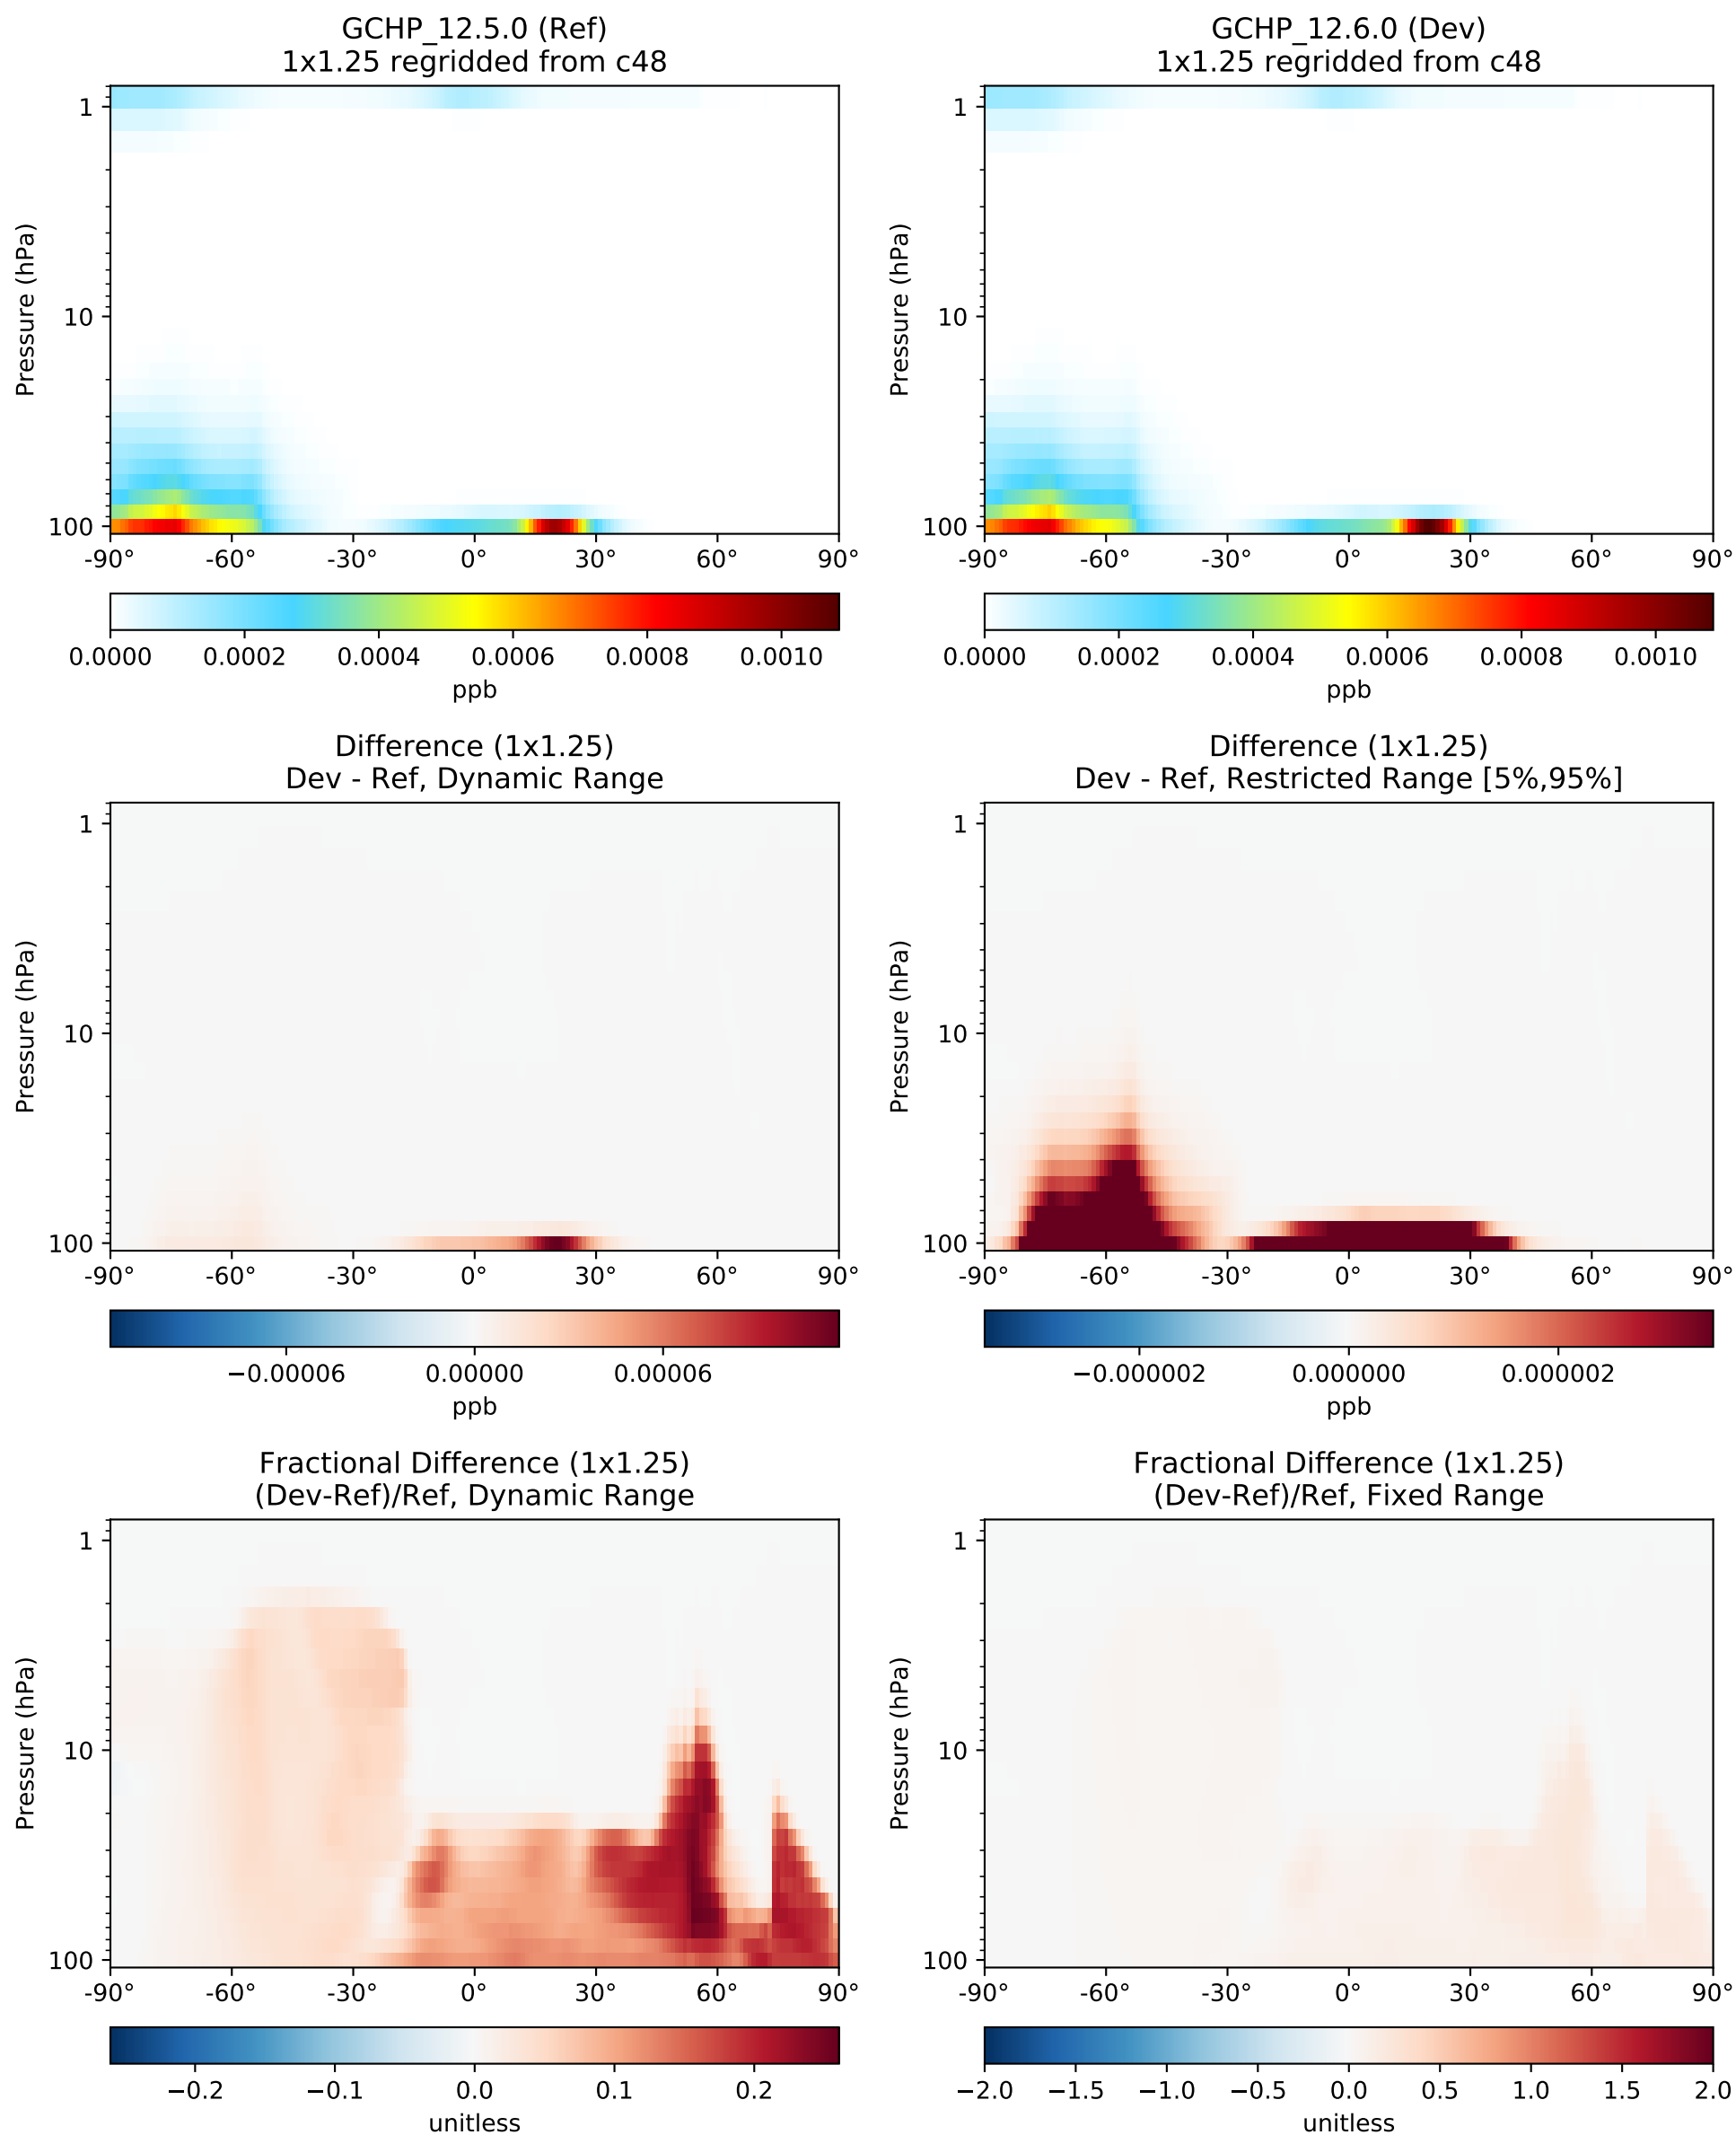 GCHP_12.5.0 (Ref)
1x1.25 regridded from c48
Pressure (hPa)
1
10
100
-90° -60° -30° 0° 30° 60° 90°
0.0000 0.0002 0.0004 0.0006 0.0008 0.0010
ppb
GCHP_12.6.0 (Dev)
1x1.25 regridded from c48
Pressure (hPa)
1
10
100
-90° -60° -30° 0° 30° 60° 90°
0.0000 0.0002 0.0004 0.0006 0.0008 0.0010
ppb
Difference (1x1.25)
Dev - Ref, Dynamic Range
Pressure (hPa)
1
10
100
-90° -60° -30° 0° 30° 60° 90°
−0.00006 0.00000 0.00006
ppb
Difference (1x1.25)
Dev - Ref, Restricted Range [5%,95%]
Pressure (hPa)
1
10
100
-90° -60° -30° 0° 30° 60° 90°
−0.000002 0.000000 0.000002
ppb
Fractional Difference (1x1.25)
(Dev-Ref)/Ref, Dynamic Range
Pressure (hPa)
1
10
100
-90° -60° -30° 0° 30° 60° 90°
−0.2 −0.1 0.0 0.1 0.2
unitless
Fractional Difference (1x1.25)
(Dev-Ref)/Ref, Fixed Range
Pressure (hPa)
1
10
100
-90° -60° -30° 0° 30° 60° 90°
−2.0 −1.5 −1.0 −0.5 0.0 0.5 1.0 1.5 2.0
unitless